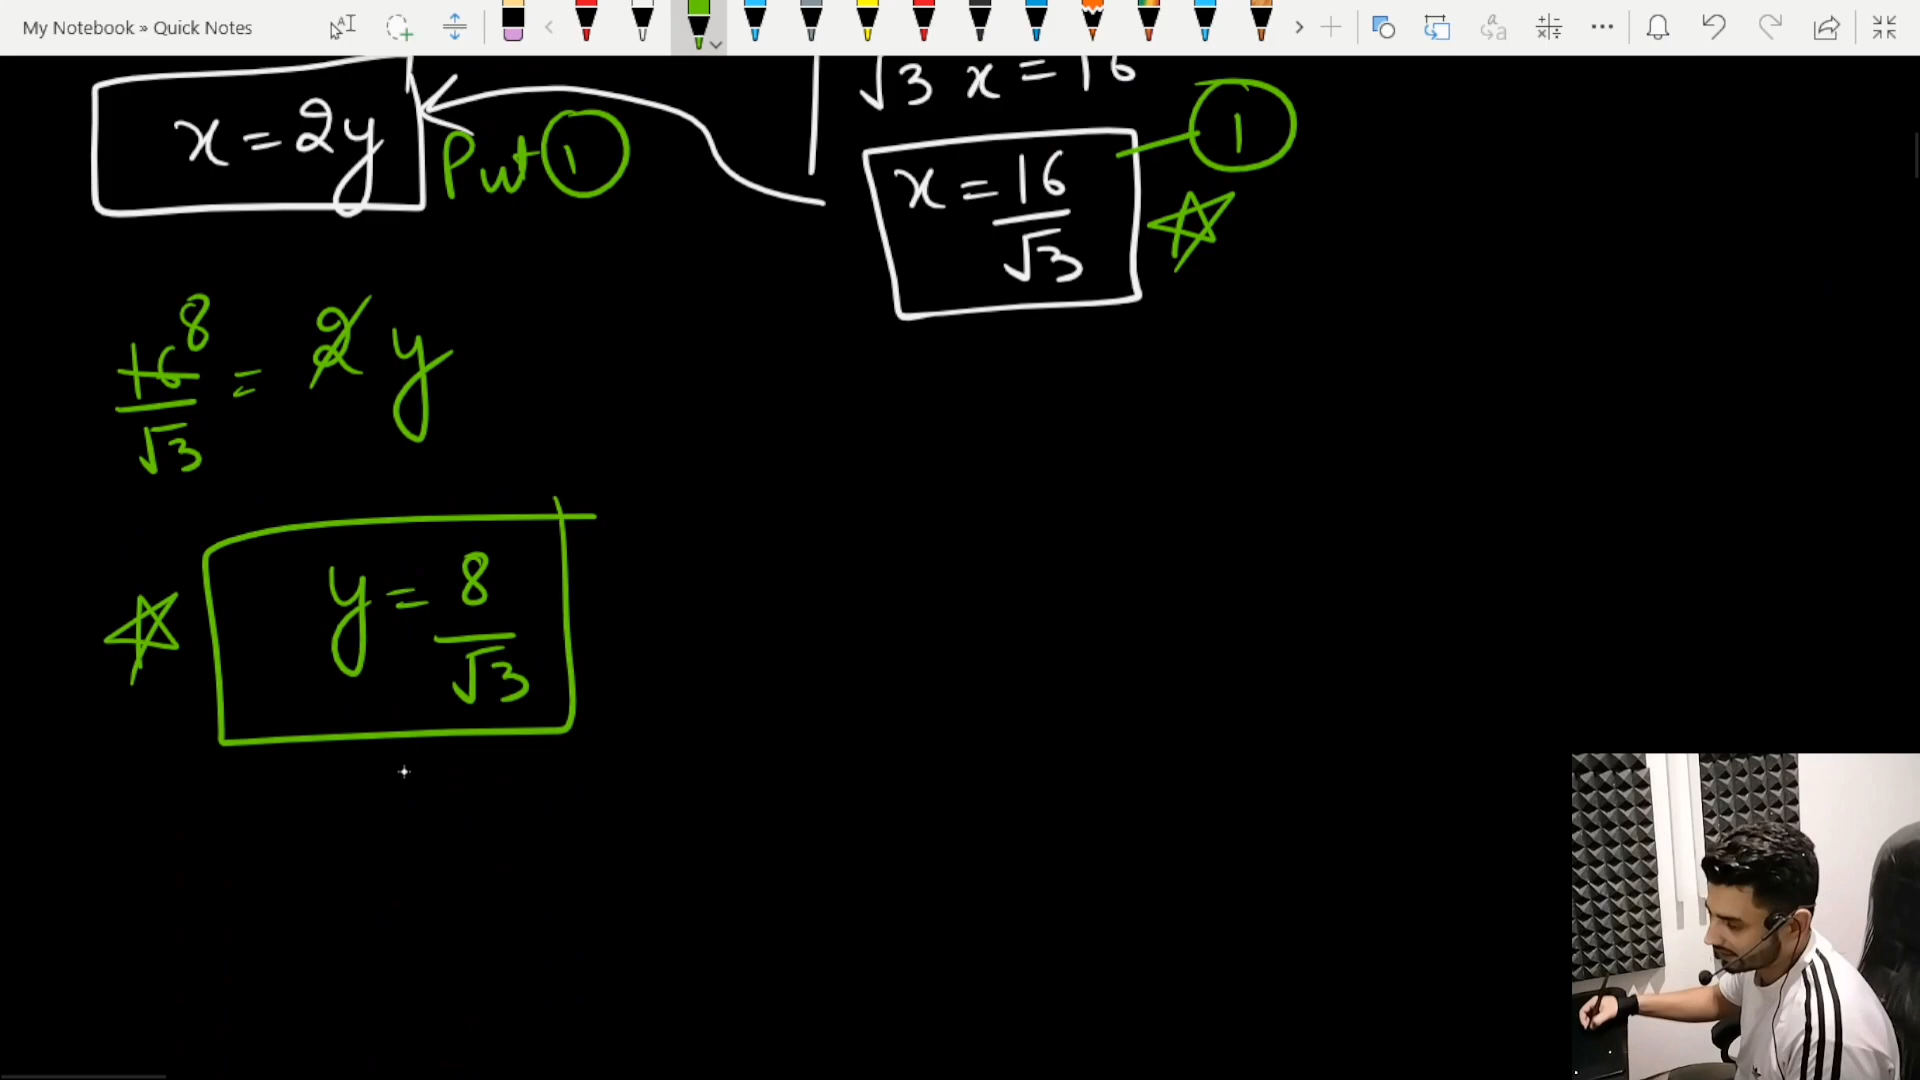 My Notebook » Quick Notes
√3 x = 16
x = 2y
Put ①
①
x = 16/√3
16/√3 8 = 2y
y = 8/√3